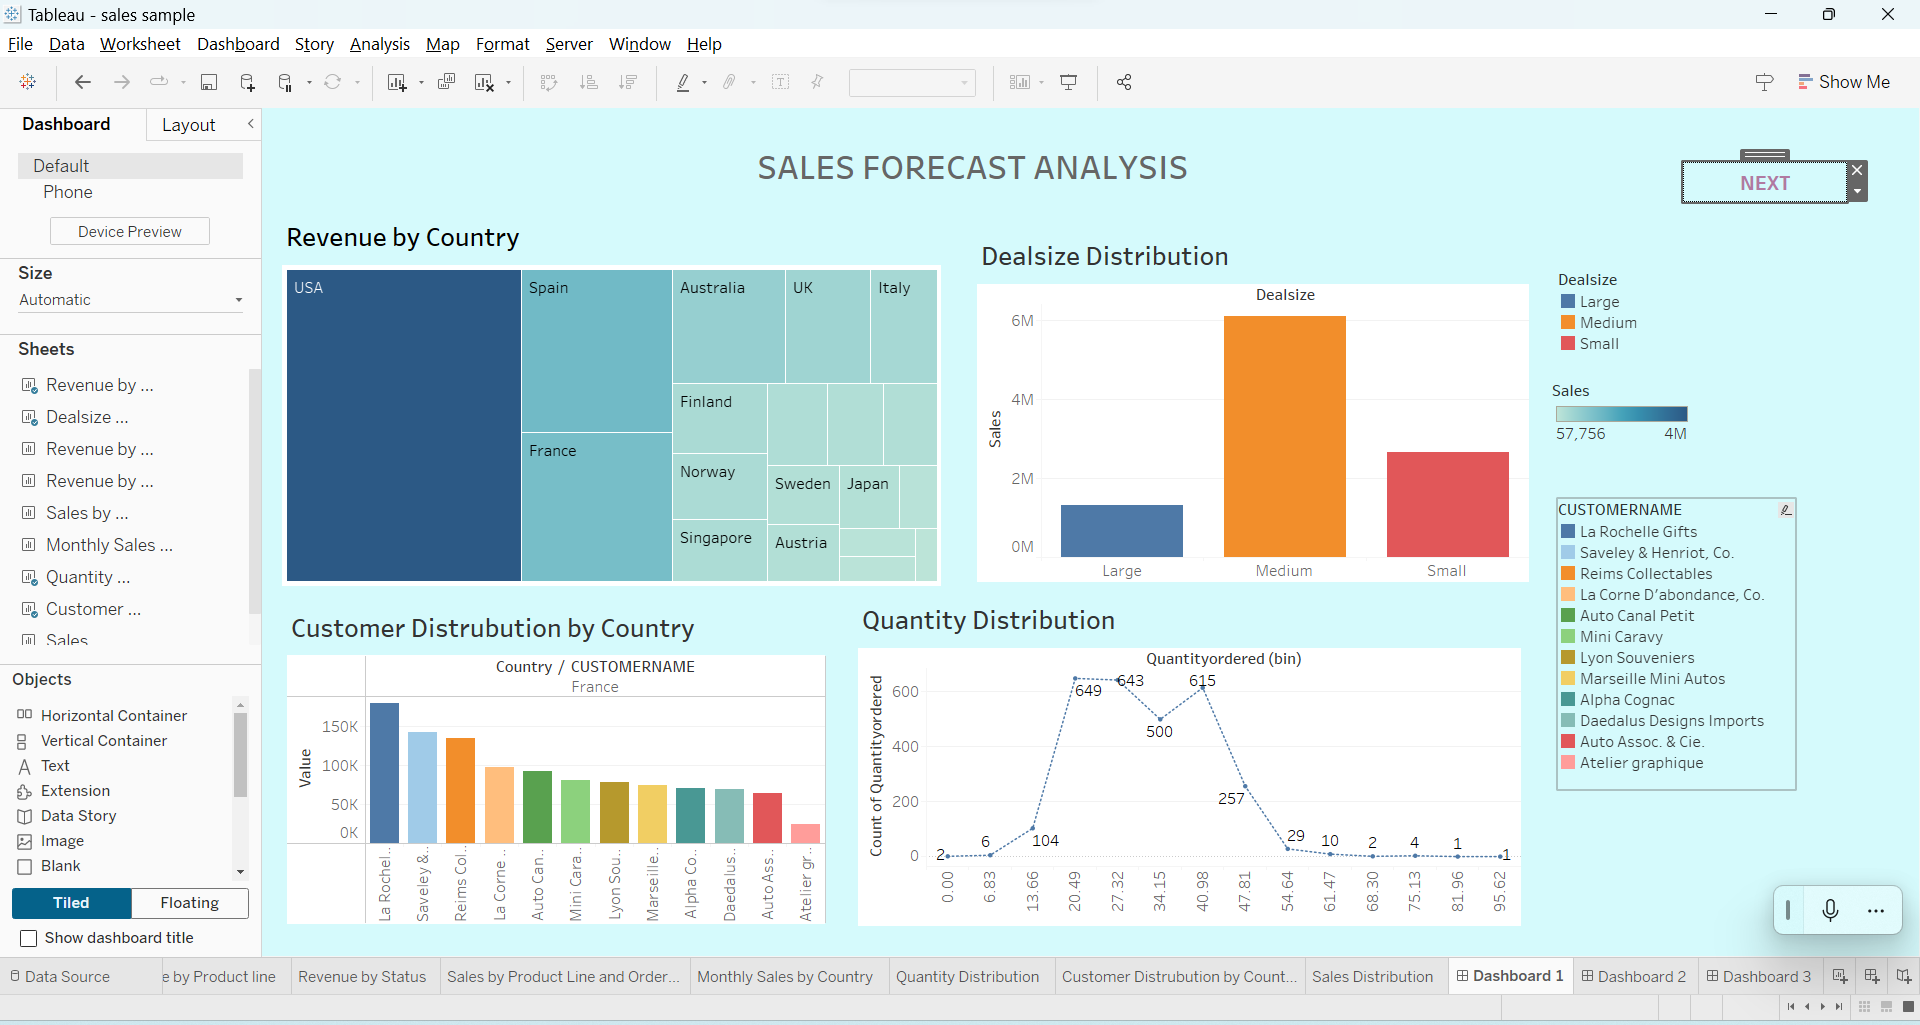 Tableau - sales sample
File Data Worksheet Dashboard Story Analysis Map Format Server Window Help
Show Me
Dashboard Layout
Default
Phone
Device Preview
Size
Automatic
Sheets
Revenue by ...
Dealsize ...
Revenue by ...
Revenue by ...
Sales by ...
Monthly Sales ...
Quantity ...
Customer ...
Sales
Objects
Horizontal Container
Vertical Container
Text
Extension
Data Story
Image
Blank
Tiled Floating
Show dashboard title
SALES FORECAST ANALYSIS
NEXT
Revenue by Country
USA
Spain
France
Australia
UK
Italy
Finland
Norway
Singapore
Sweden
Japan
Austria
Dealsize Distribution
Dealsize
Sales
6M
4M
2M
0M
Large Medium Small
Dealsize
Large
Medium
Small
Sales
57,756 4M
CUSTOMERNAME
La Rochelle Gifts
Saveley & Henriot, Co.
Reims Collectables
La Corne D'abondance, Co.
Auto Canal Petit
Mini Caravy
Lyon Souveniers
Marseille Mini Autos
Alpha Cognac
Daedalus Designs Imports
Auto Assoc. & Cie.
Atelier graphique
Customer Distrubution by Country
Country / CUSTOMERNAME
France
Value
150K
100K
50K
0K
La Rochel..
Saveley &..
Reims Col..
La Corne ..
Auto Can..
Mini Cara..
Lyon Sou..
Marseille..
Alpha Co..
Daedalus..
Auto Ass..
Atelier gr..
Quantity Distribution
Quantityordered (bin)
Count of Quantityordered
600
400
200
0
2 6 104 649 643 500 615 257 29 10 2 4 1 1
0.00 6.83 13.66 20.49 27.32 34.15 40.98 47.81 54.64 61.47 68.30 75.13 81.96 95.62
Data Source e by Product line Revenue by Status Sales by Product Line and Order... Monthly Sales by Country Quantity Distribution Customer Distrubution by Count... Sales Distribution Dashboard 1 Dashboard 2 Dashboard 3